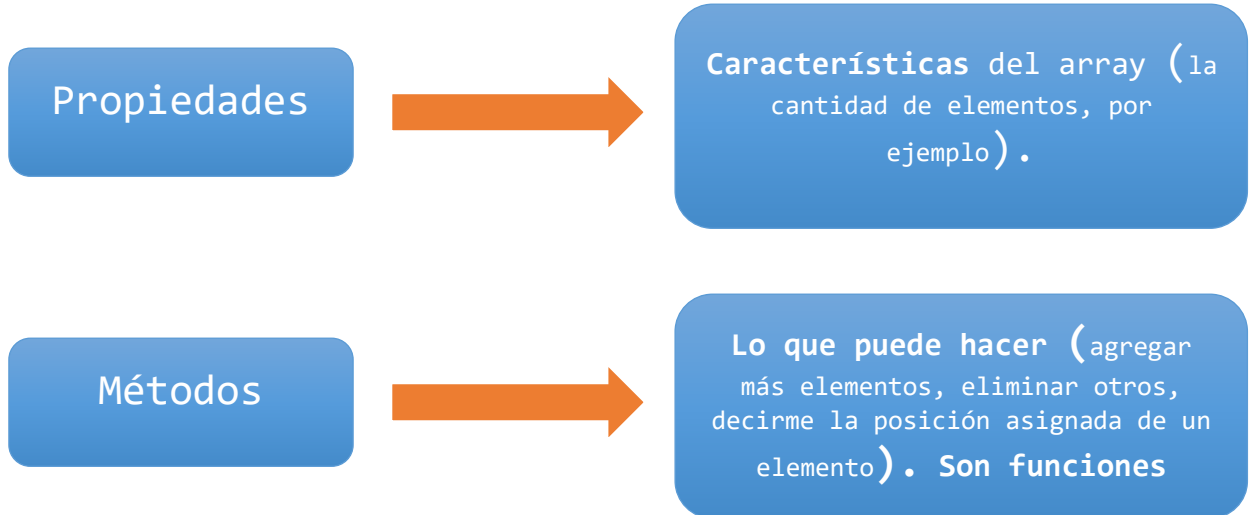 Propiedades
Características del array (la
cantidad de elementos, por
ejemplo).
Métodos
Lo que puede hacer (agregar
más elementos, eliminar otros,
decirme la posición asignada de un
elemento). Son funciones